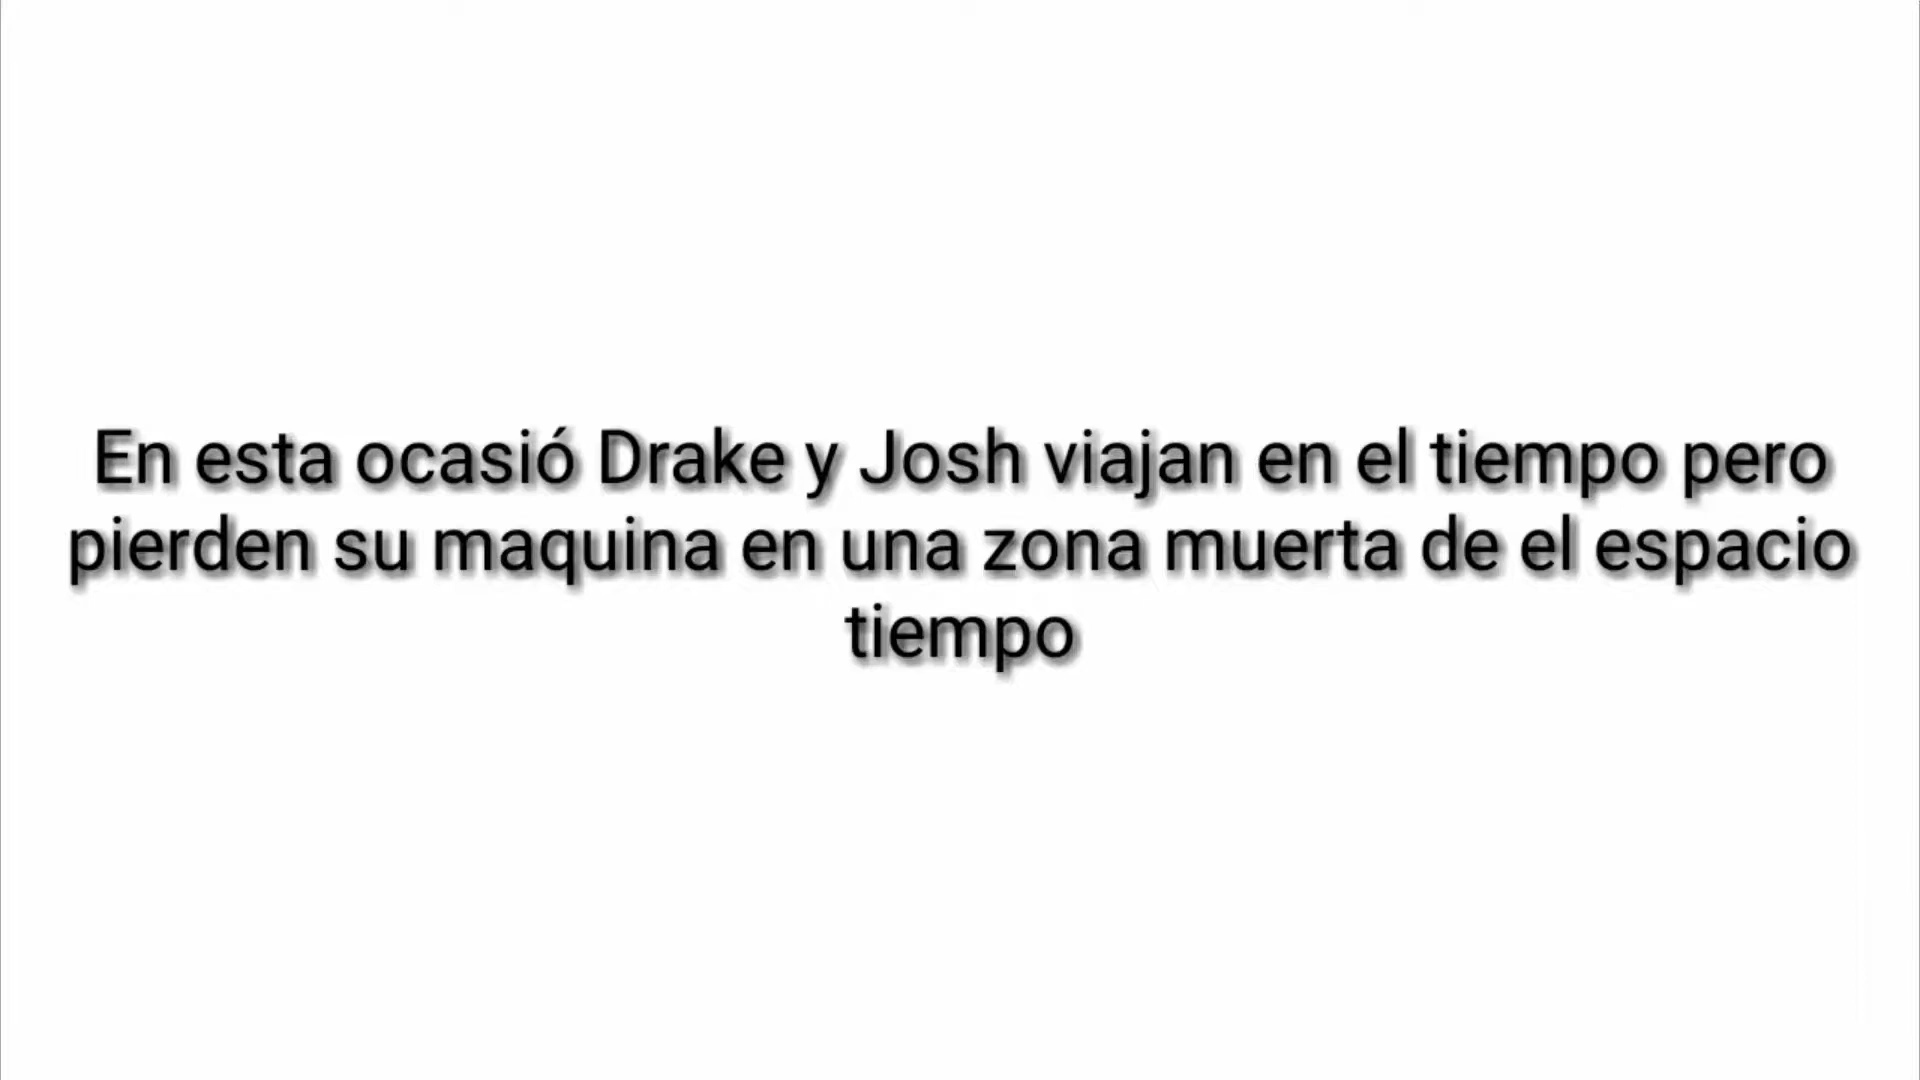 En esta ocasió Drake y Josh viajan en el tiempo pero
pierden su maquina en una zona muerta de el espacio
tiempo